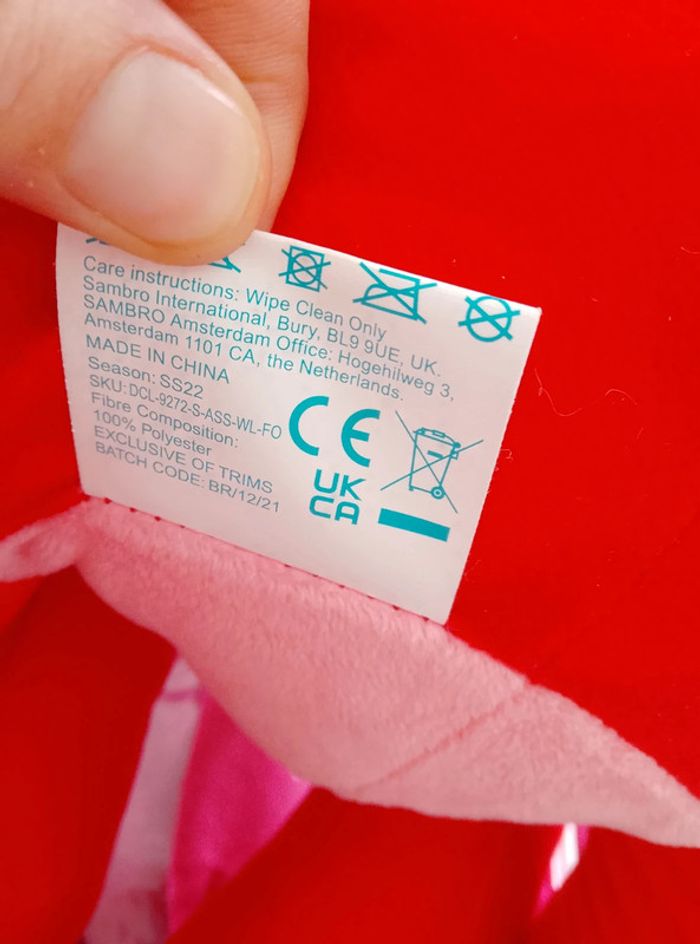 Care instructions: Wipe Clean Only
Sambro International, Bury, BL9 9UE, UK.
SAMBRO Amsterdam Office: Hogehilweg 3,
Amsterdam 1101 CA, the Netherlands.
MADE IN CHINA
Season: SS22
SKU: DCL-9272-S-ASS-WL-FO
Fibre Composition:
100% Polyester
EXCLUSIVE OF TRIMS
BATCH CODE: BR/12/21
CE
UK
CA